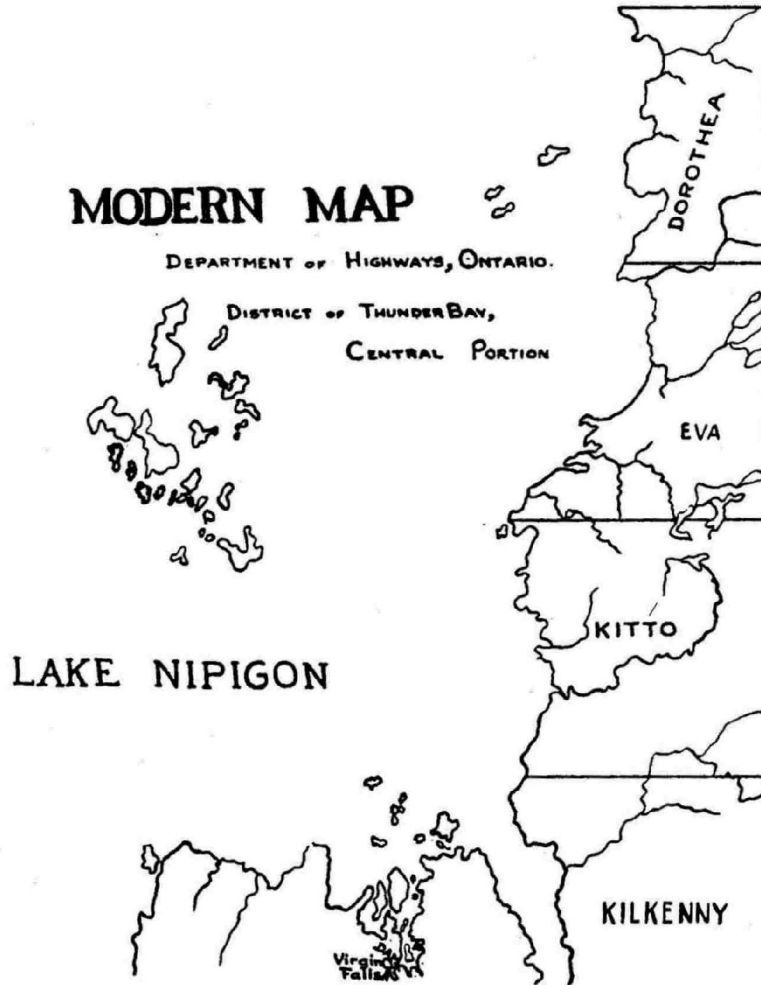 MODERN MAP
DEPARTMENT OF HIGHWAYS, ONTARIO.
DISTRICT OF THUNDER BAY,
CENTRAL PORTION
DOROTHEA
EVA
KITTO
LAKE NIPIGON
KILKENNY
Virgin
Falls